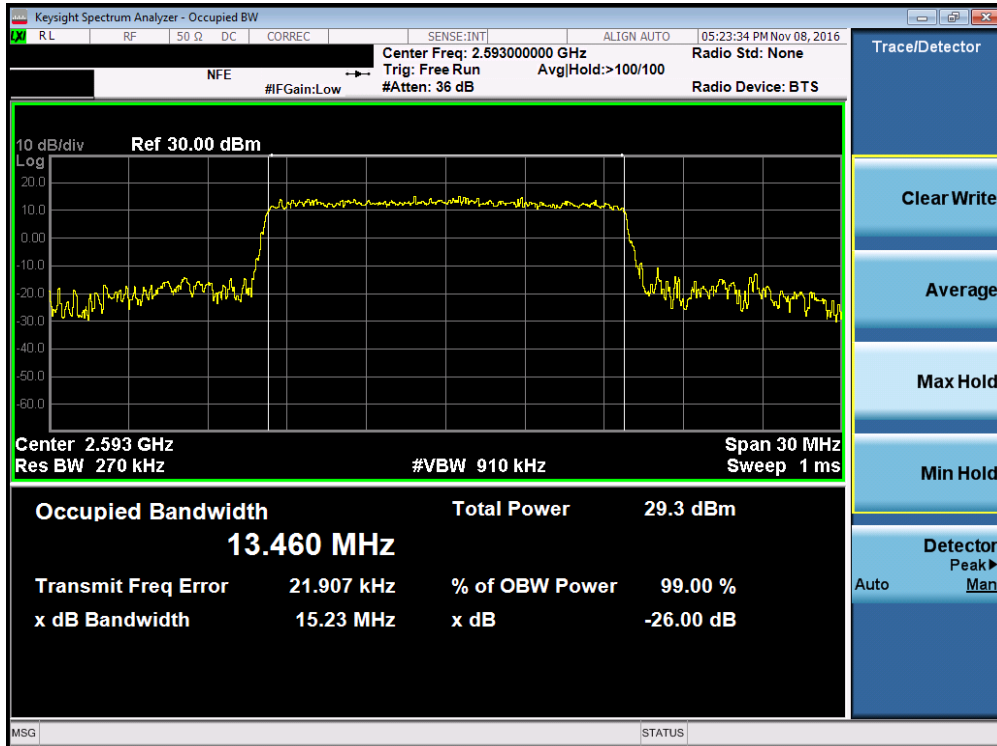 Keysight Spectrum Analyzer - Occupied BW
LXI RL RF 50 Ω DC CORREC SENSE:INT ALIGN AUTO 05:23:34 PM Nov 08, 2016
Center Freq: 2.593000000 GHz Radio Std: None
NFE Trig: Free Run Avg|Hold:>100/100
#IFGain:Low #Atten: 36 dB Radio Device: BTS
Trace/Detector
10 dB/div Ref 30.00 dBm
Log
20.0
10.0
0.00
-10.0
-20.0
-30.0
-40.0
-50.0
-60.0
Center 2.593 GHz Span 30 MHz
Res BW 270 kHz #VBW 910 kHz Sweep 1 ms
Occupied Bandwidth Total Power 29.3 dBm
13.460 MHz
Transmit Freq Error 21.907 kHz % of OBW Power 99.00 %
x dB Bandwidth 15.23 MHz x dB -26.00 dB
Clear Write
Average
Max Hold
Min Hold
Detector
Peak▶
Auto Man
MSG STATUS